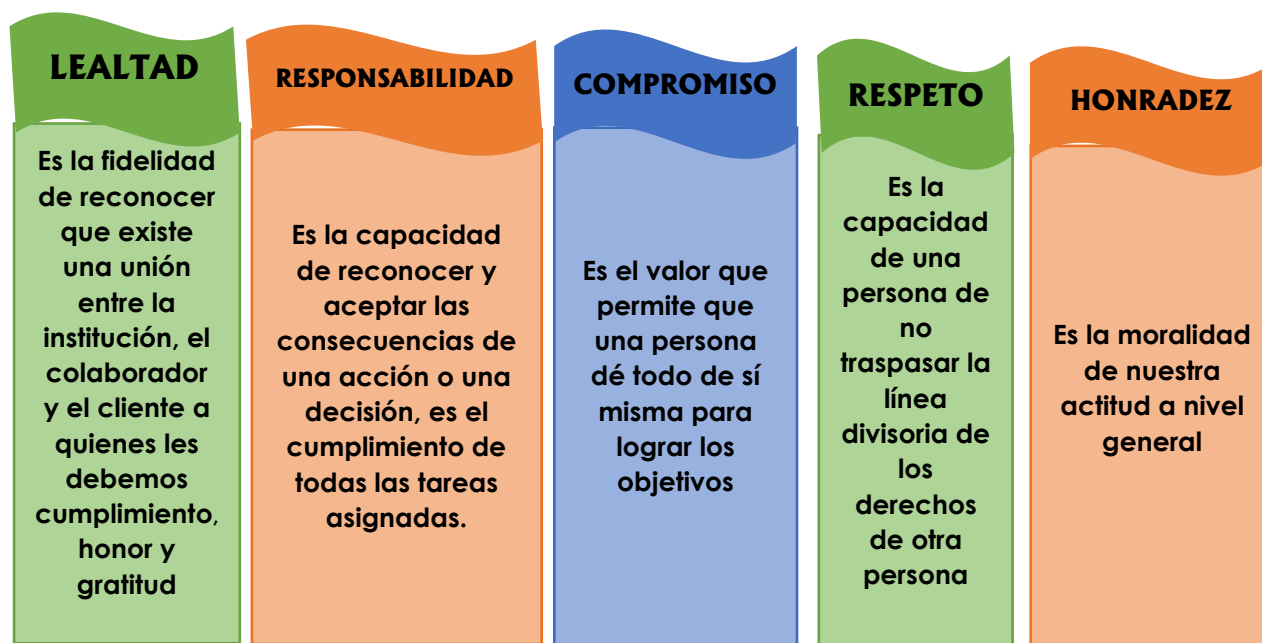 LEALTAD
Es la fidelidad
de reconocer
que existe
una unión
entre la
institución, el
colaborador
y el cliente a
quienes les
debemos
cumplimiento,
honor y
gratitud
RESPONSABILIDAD
Es la capacidad
de reconocer y
aceptar las
consecuencias de
una acción o una
decisión, es el
cumplimiento de
todas las tareas
asignadas.
COMPROMISO
Es el valor que
permite que
una persona
dé todo de sí
misma para
lograr los
objetivos
RESPETO
Es la
capacidad
de una
persona de
no
traspasar la
línea
divisoria de
los
derechos
de otra
persona
HONRADEZ
Es la moralidad
de nuestra
actitud a nivel
general